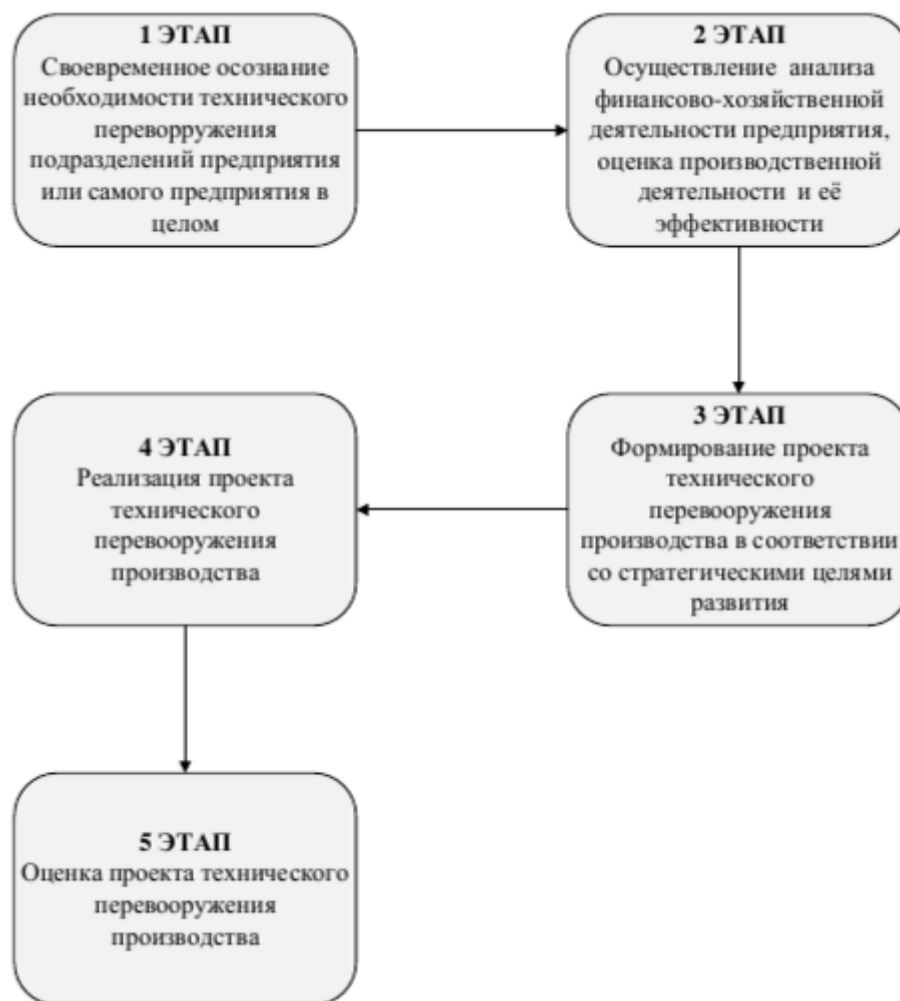 1 ЭТАП
Своевременное осознание
необходимости технического
переворружения
подразделений предприятия
или самого предприятия в
целом
2 ЭТАП
Осуществление анализа
финансово-хозяйственной
деятельности предприятия,
оценка производственной
деятельности и её
эффективности
3 ЭТАП
Формирование проекта
технического
перевооружения
производства в соответствии
со стратегическими целями
развития
4 ЭТАП
Реализация проекта
технического
перевооружения
производства
5 ЭТАП
Оценка проекта технического
перевооружения
производства